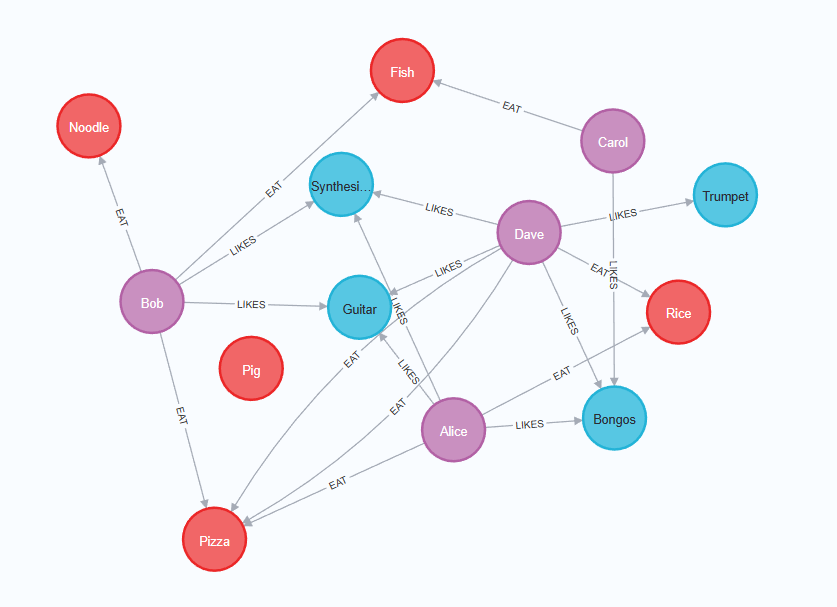 Fish
EAT
Noodle
Carol
Synthesi...
EAT
Trumpet
LIKES
LIKES
EAT
Dave
LIKES
LIKES
EAT
LIKES
Bob
LIKES
Guitar
LIKES
Rice
LIKES
EAT
Pig
LIKES
EAT
EAT
EAT
Bongos
LIKES
Alice
EAT
Pizza